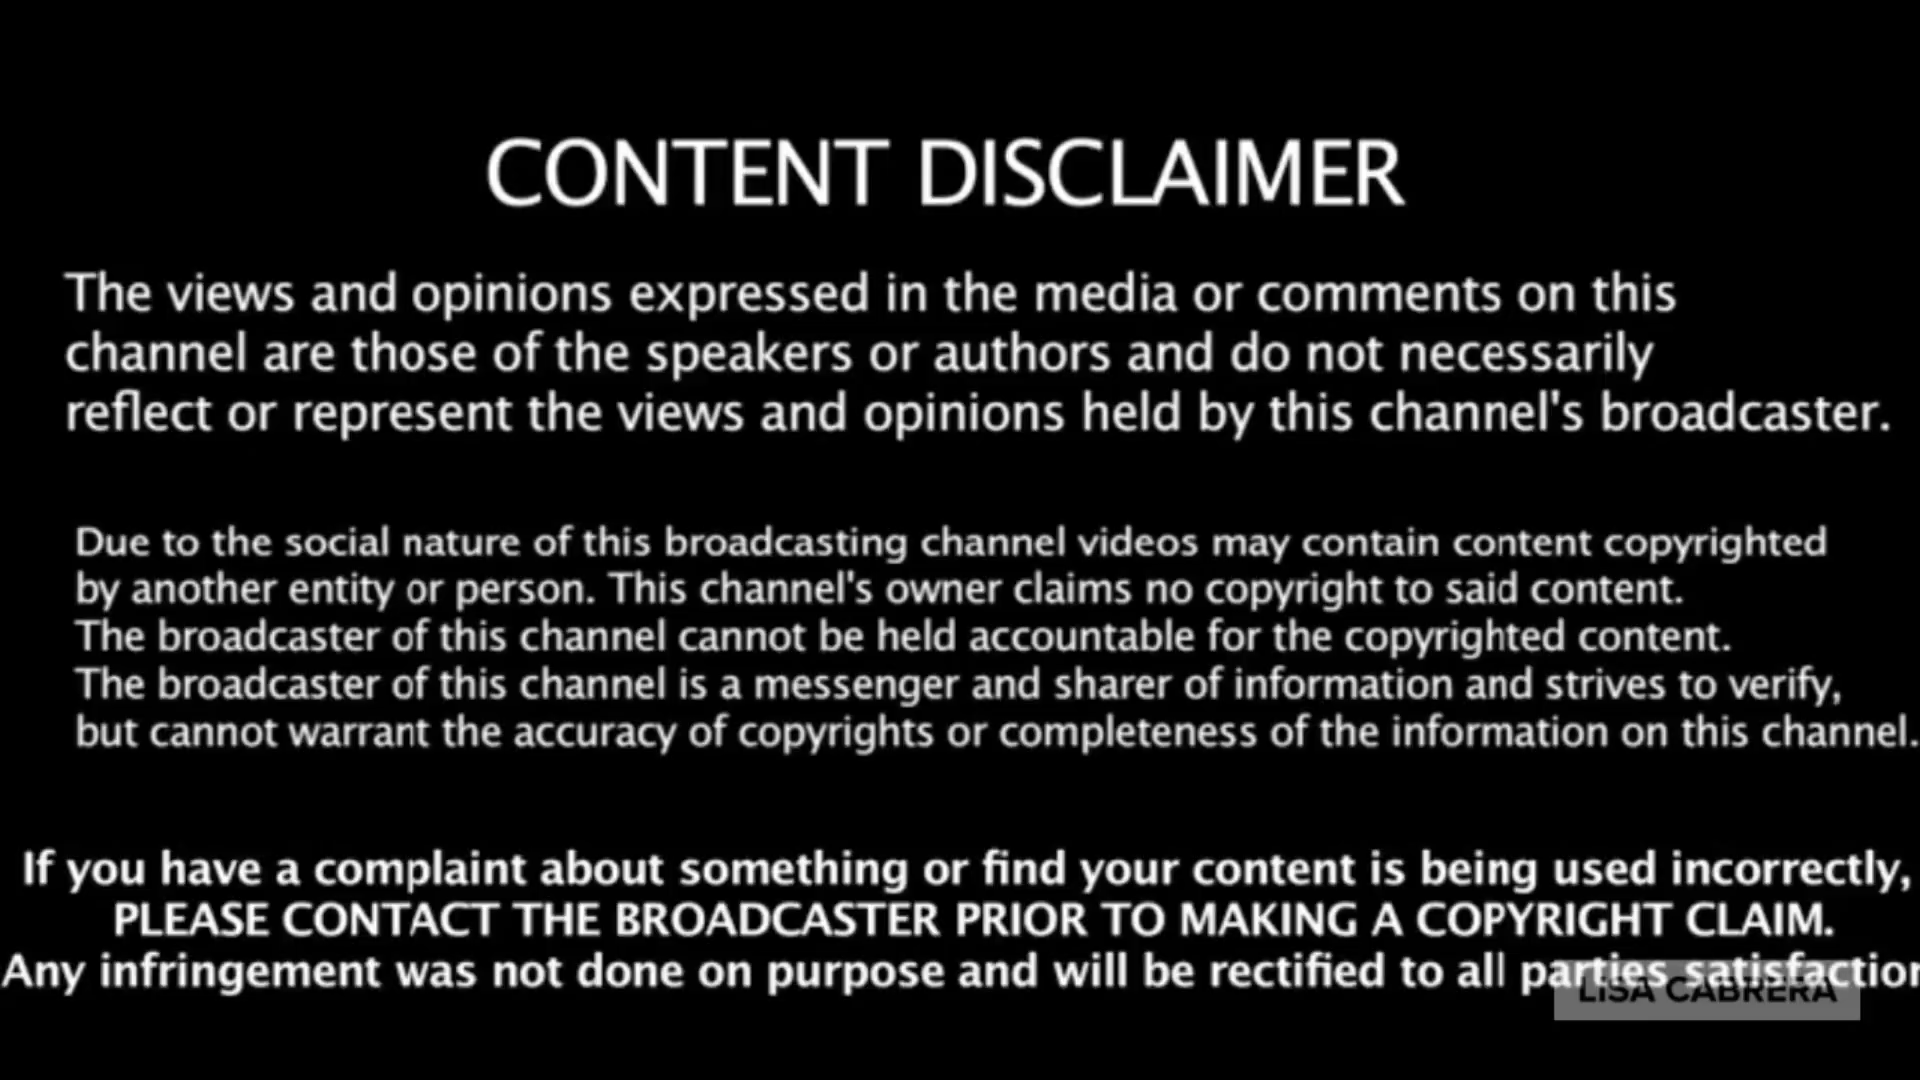 CONTENT DISCLAIMER
The views and opinions expressed in the media or comments on this
channel are those of the speakers or authors and do not necessarily
reflect or represent the views and opinions held by this channel's broadcaster.
Due to the social nature of this broadcasting channel videos may contain content copyrighted
by another entity or person. This channel's owner claims no copyright to said content.
The broadcaster of this channel cannot be held accountable for the copyrighted content.
The broadcaster of this channel is a messenger and sharer of information and strives to verify,
but cannot warrant the accuracy of copyrights or completeness of the information on this channel.
If you have a complaint about something or find your content is being used incorrectly,
PLEASE CONTACT THE BROADCASTER PRIOR TO MAKING A COPYRIGHT CLAIM.
Any infringement was not done on purpose and will be rectified to all parties satisfaction
LISA CABRERA